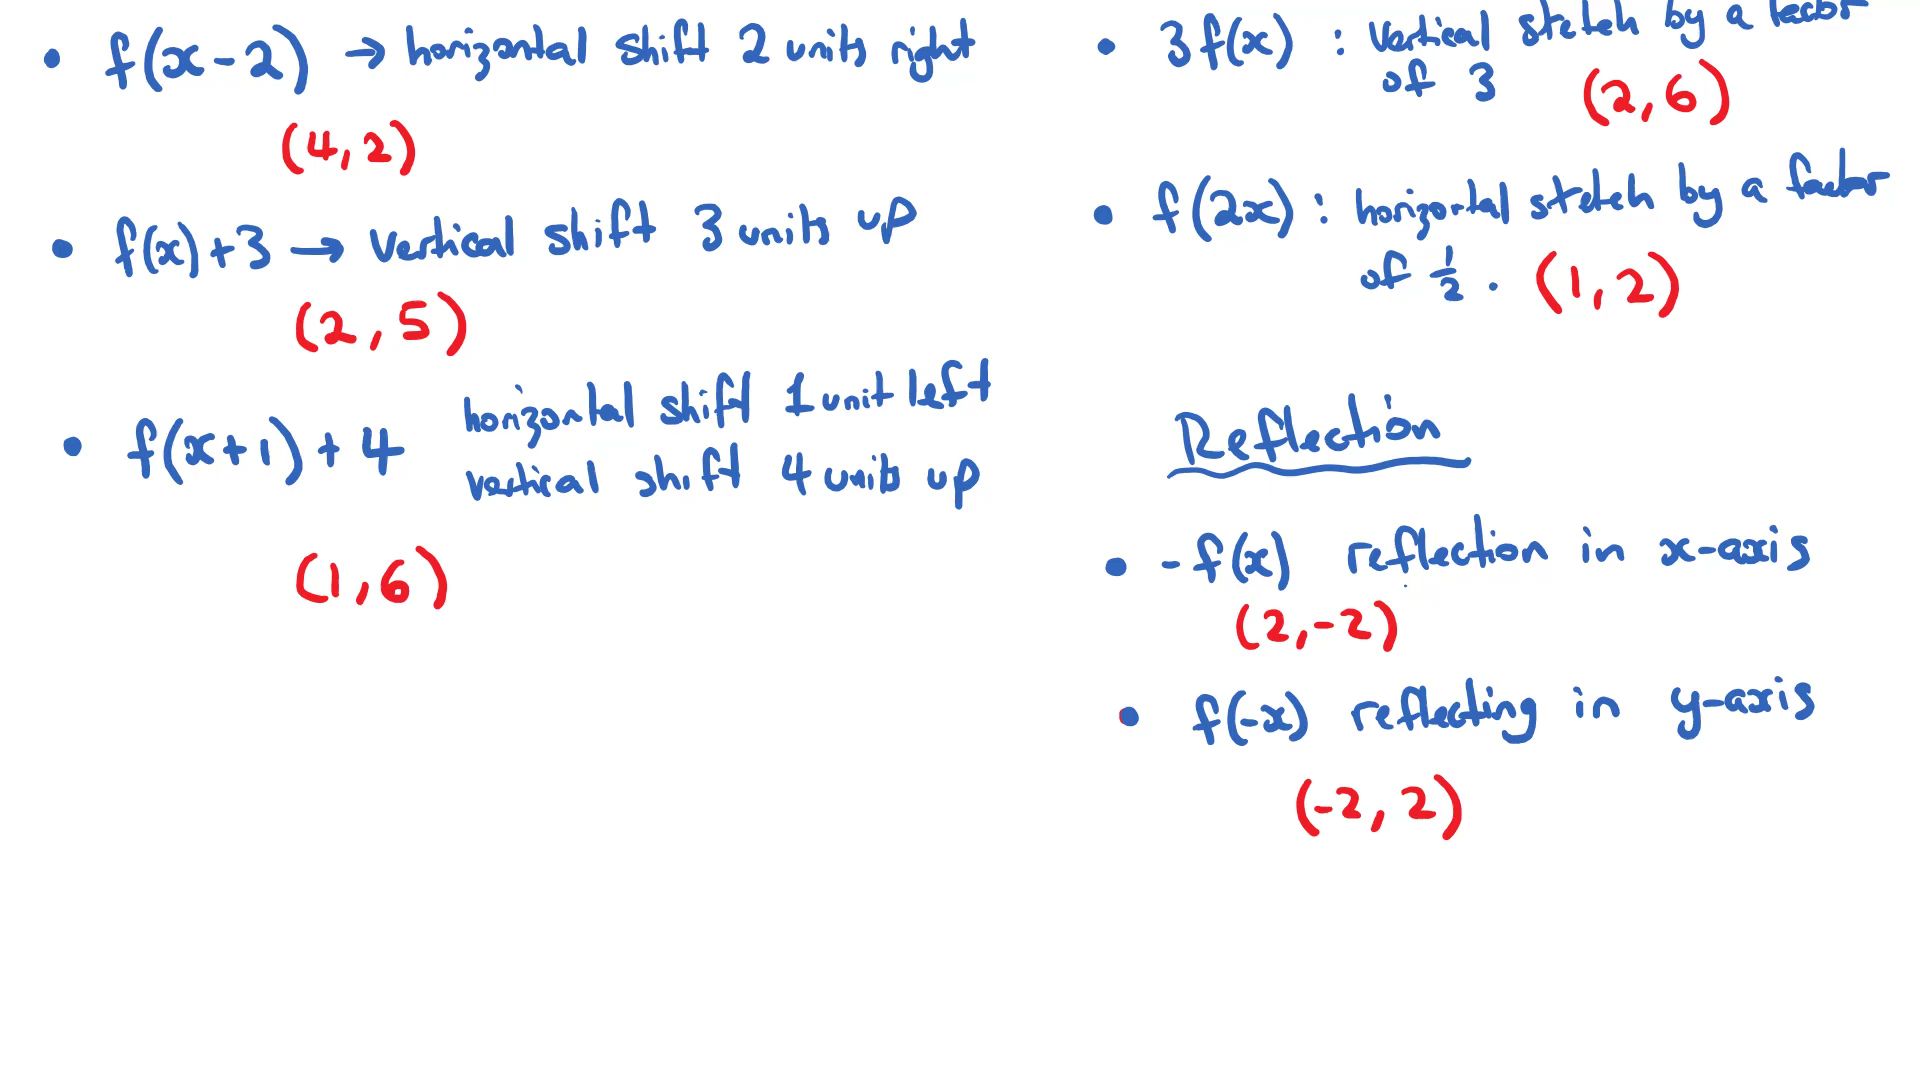 • f(x-2) → horizontal shift 2 units right
(4, 2)
• f(x)+3 → vertical shift 3 units up
(2, 5)
• f(x+1)+4 horizontal shift 1 unit left
vertical shift 4 units up
(1, 6)
• 3f(x) : vertical stretch by a factor
of 3 (2, 6)
• f(2x) : horizontal stretch by a factor
of 1/2 . (1, 2)
Reflection
• -f(x) reflection in x-axis
(2, -2)
• f(-x) reflecting in y-axis
(-2, 2)